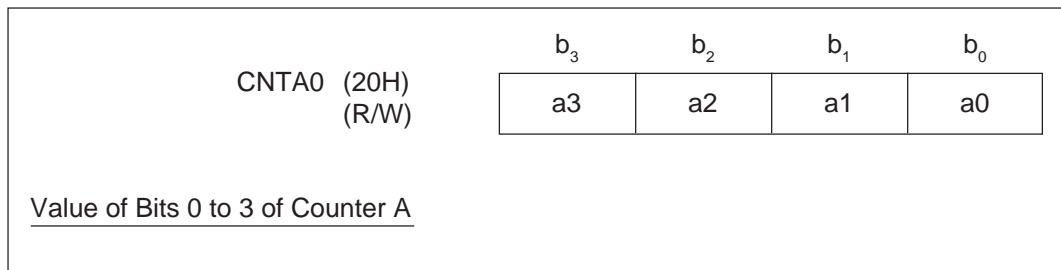 b₃ b₂ b₁ b₀
CNTA0 (20H) a3 a2 a1 a0
(R/W)
Value of Bits 0 to 3 of Counter A